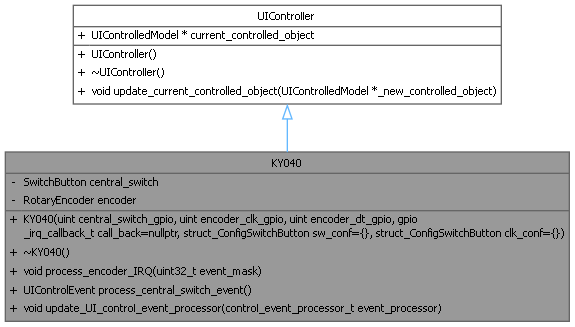 UIController
+ UIControlledModel * current_controlled_object
+ UIController()
+ ~UIController()
+ void update_current_controlled_object(UIControlledModel *_new_controlled_object)
KY040
- SwitchButton central_switch
- RotaryEncoder encoder
+ KY040(uint central_switch_gpio, uint encoder_clk_gpio, uint encoder_dt_gpio, gpio
_irq_callback_t call_back=nullptr, struct_ConfigSwitchButton sw_conf={}, struct_ConfigSwitchButton clk_conf={})
+ ~KY040()
+ void process_encoder_IRQ(uint32_t event_mask)
+ UIControlEvent process_central_switch_event()
+ void update_UI_control_event_processor(control_event_processor_t event_processor)